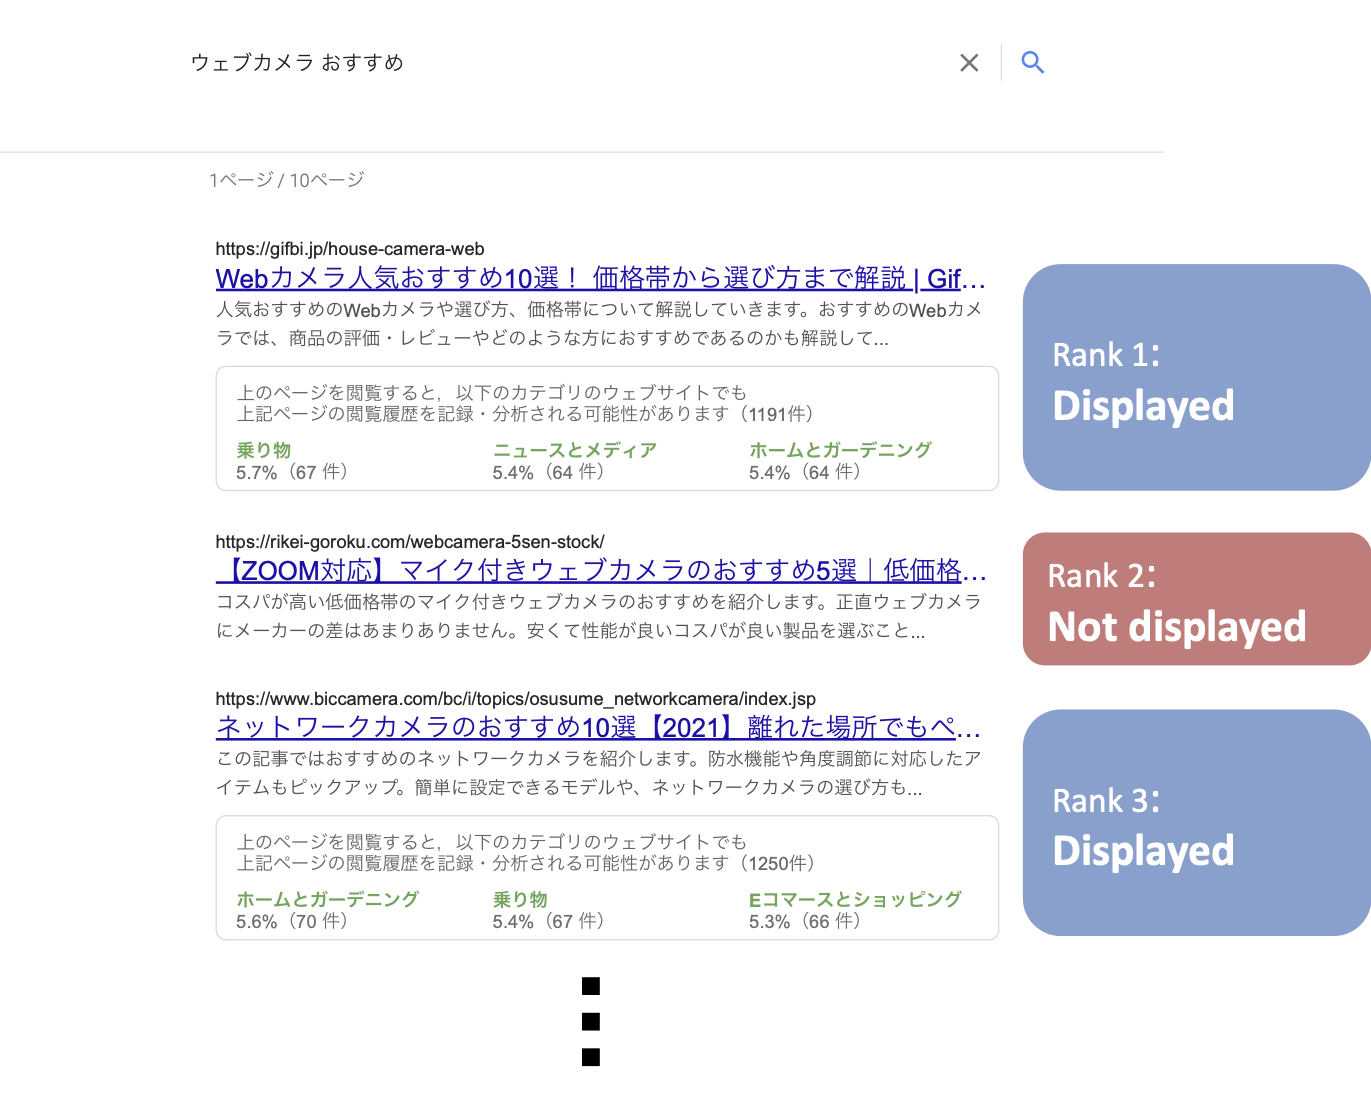 ウェブカメラ おすすめ
1ページ / 10ページ
https://gifbi.jp/house-camera-web
Webカメラ人気おすすめ10選！ 価格帯から選び方まで解説 | Gif...
人気おすすめのWebカメラや選び方、価格帯について解説していきます。おすすめのWebカメ
ラでは、商品の評価・レビューやどのような方におすすめであるのかも解説して...
上のページを閲覧すると，以下のカテゴリのウェブサイトでも
上記ページの閲覧履歴を記録・分析される可能性があります（1191件）
乗り物 ニュースとメディア ホームとガーデニング
5.7%（67 件） 5.4%（64 件） 5.4%（64 件）
Rank 1:
Displayed
https://rikei-goroku.com/webcamera-5sen-stock/
【ZOOM対応】マイク付きウェブカメラのおすすめ5選｜低価格...
コスパが高い低価格帯のマイク付きウェブカメラのおすすめを紹介します。正直ウェブカメラ
にメーカーの差はあまりありません。安くて性能が良いコスパが良い製品を選ぶこと...
Rank 2:
Not displayed
https://www.biccamera.com/bc/i/topics/osusume_networkcamera/index.jsp
ネットワークカメラのおすすめ10選【2021】離れた場所でもペ...
この記事ではおすすめのネットワークカメラを紹介します。防水機能や角度調節に対応したア
イテムもピックアップ。簡単に設定できるモデルや、ネットワークカメラの選び方も...
上のページを閲覧すると，以下のカテゴリのウェブサイトでも
上記ページの閲覧履歴を記録・分析される可能性があります（1250件）
ホームとガーデニング 乗り物 Eコマースとショッピング
5.6%（70 件） 5.4%（67 件） 5.3%（66 件）
Rank 3:
Displayed